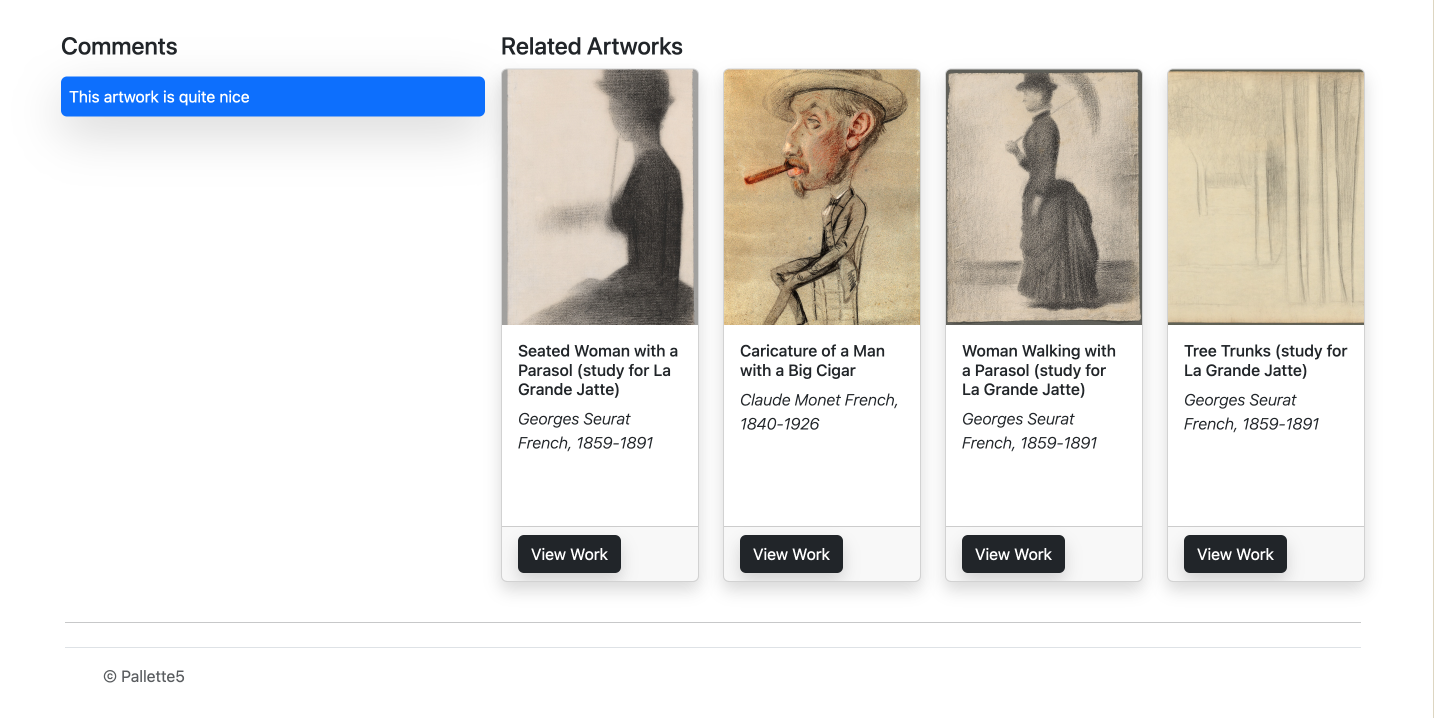 Comments
This artwork is quite nice
Related Artworks
Seated Woman with a
Parasol (study for La
Grande Jatte)
Georges Seurat
French, 1859-1891
View Work
Caricature of a Man
with a Big Cigar
Claude Monet French,
1840-1926
View Work
Woman Walking with
a Parasol (study for
La Grande Jatte)
Georges Seurat
French, 1859-1891
View Work
Tree Trunks (study for
La Grande Jatte)
Georges Seurat
French, 1859-1891
View Work
© Pallette5